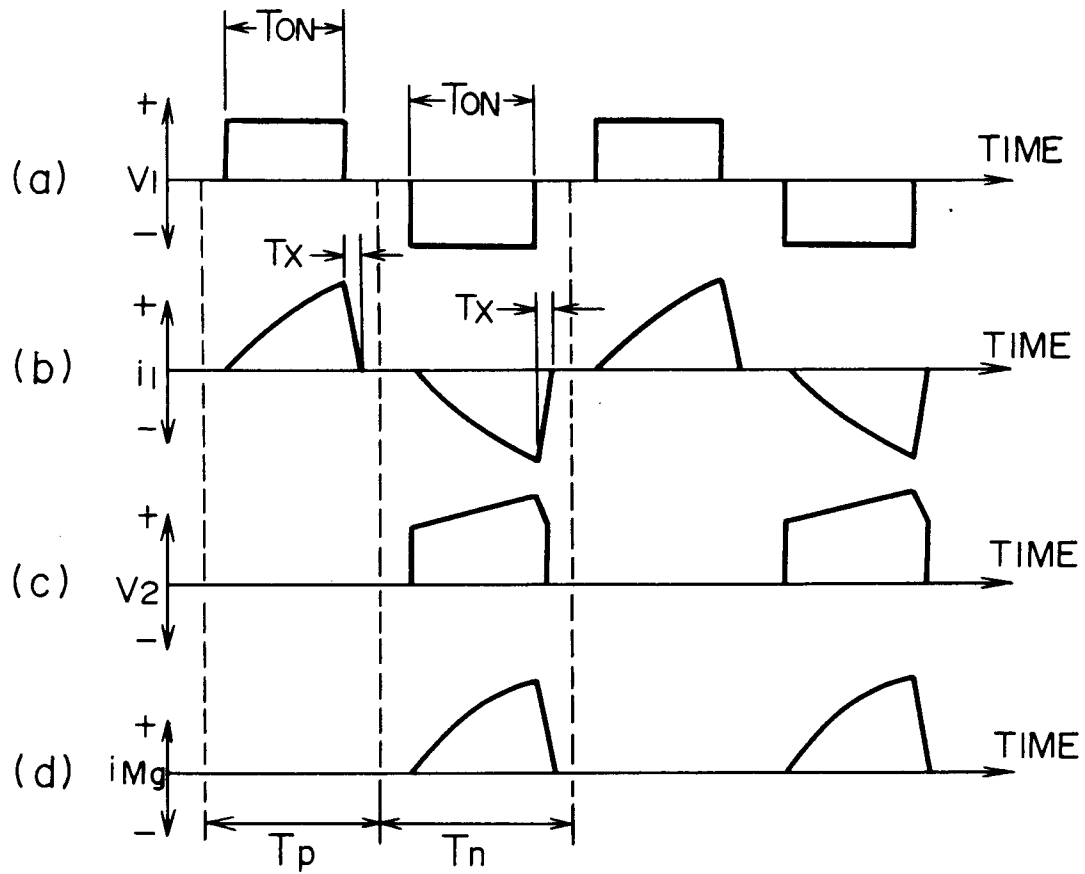 TON
+
TON
(a)
V1
TIME
-
TX
+
TX
(b)
i1
TIME
-
+
(c)
V2
TIME
-
+
(d)
iMg
TIME
-
Tp
Tn